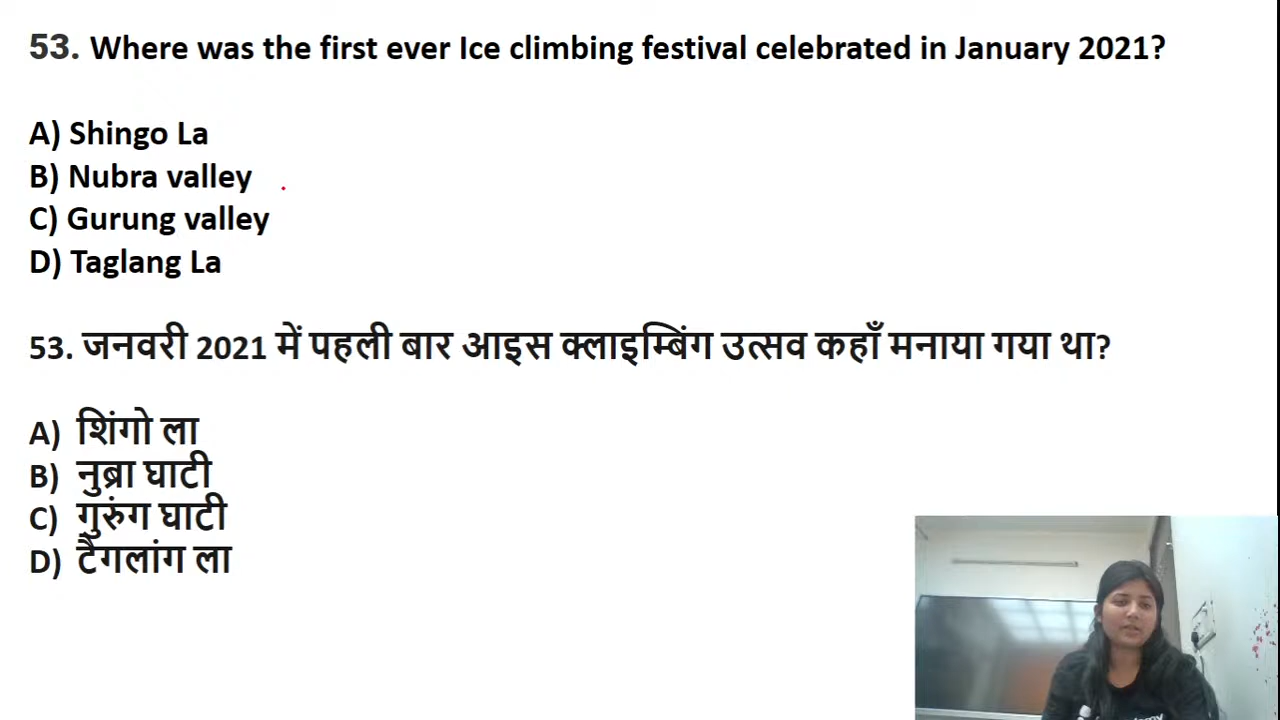 53. Where was the first ever Ice climbing festival celebrated in January 2021?
A) Shingo La
B) Nubra valley
C) Gurung valley
D) Taglang La
53. जनवरी 2021 में पहली बार आइस क्लाइम्बिंग उत्सव कहाँ मनाया गया था?
A) शिंगो ला
B) नुब्रा घाटी
C) गुरुंग घाटी
D) टैगलांग ला